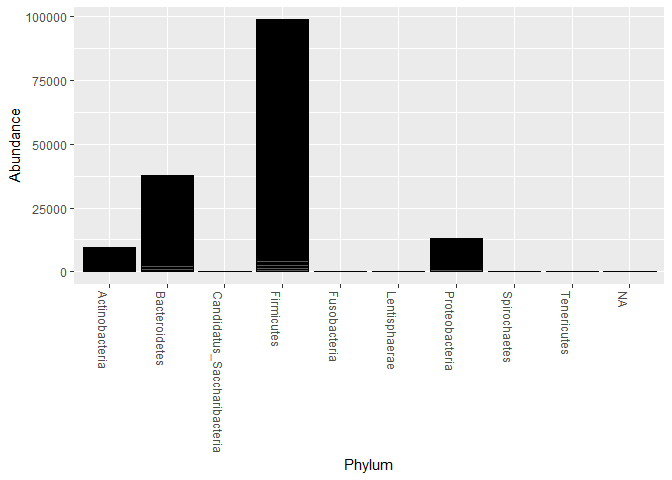 100000
75000
50000
25000
0
Abundance
Actinobacteria
Bacteroidetes
Candidatus_Saccharibacteria
Firmicutes
Fusobacteria
Lentisphaerae
Proteobacteria
Spirochaetes
Tenericutes
NA
Phylum